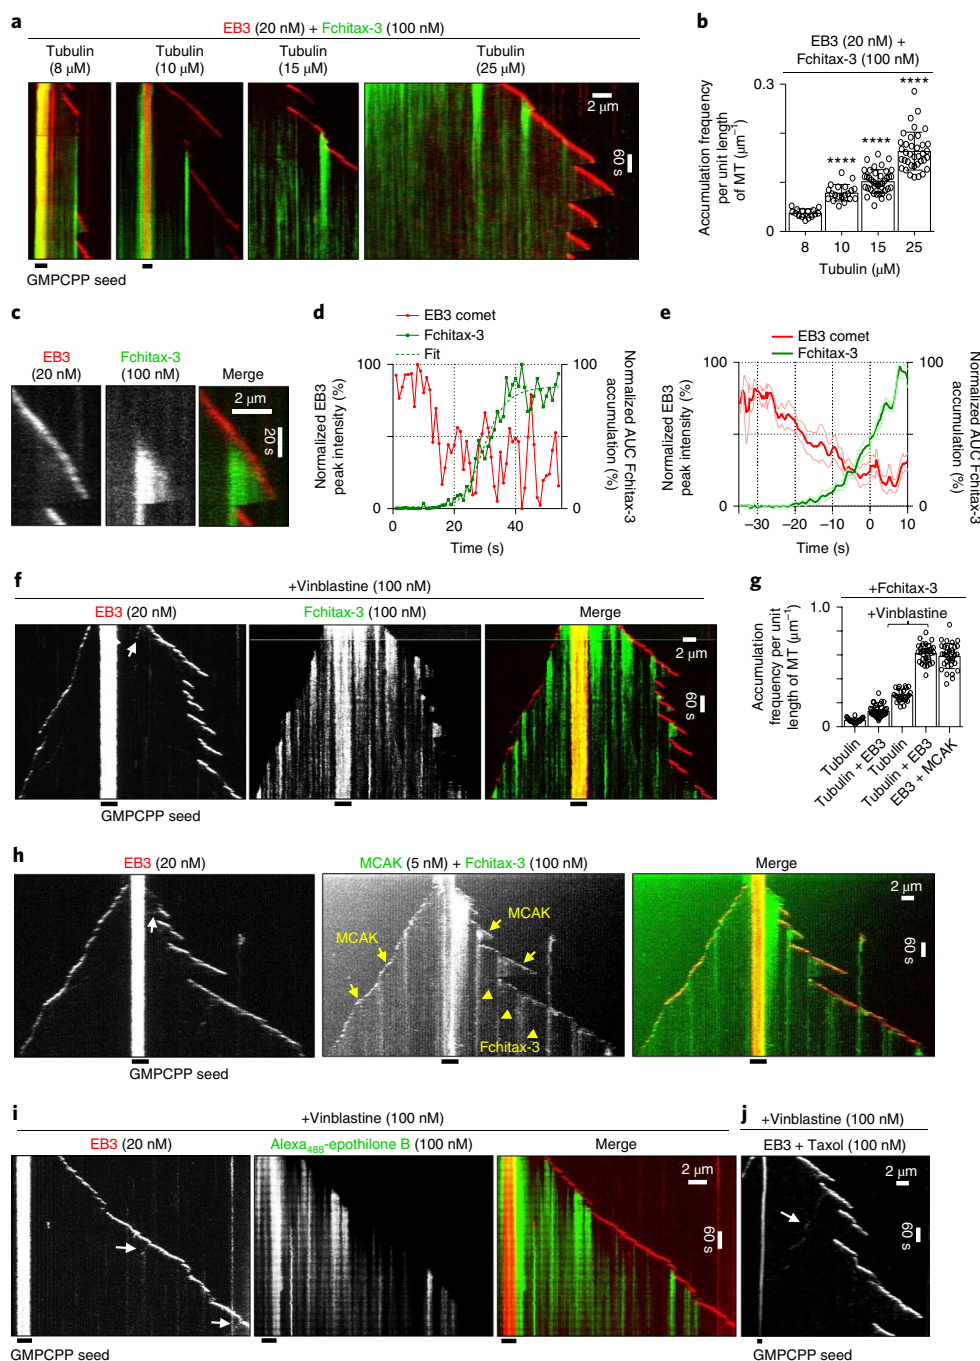 a
EB3 (20 nM) + Fchitax-3 (100 nM)
Tubulin (8 μM)
Tubulin (10 μM)
Tubulin (15 μM)
Tubulin (25 μM)
2 μm
60 s
GMPCPP seed
b
EB3 (20 nM) +
Fchitax-3 (100 nM)
Accumulation frequency
per unit length
of MT (μm⁻¹)
0.3
0
****
****
****
8 10 15 25
Tubulin (μM)
c
EB3 (20 nM)
Fchitax-3 (100 nM)
Merge
2 μm
20 s
d
EB3 comet
Fchitax-3
Fit
Normalized EB3
peak intensity (%)
100
0
100
0
0 20 40
Time (s)
Normalized AUC Fchitax-3
accumulation (%)
e
EB3 comet
Fchitax-3
Normalized EB3
peak intensity (%)
100
0
100
0
−30 −20 −10 0 10
Time (s)
Normalized AUC Fchitax-3
accumulation (%)
f
+Vinblastine (100 nM)
EB3 (20 nM)
Fchitax-3 (100 nM)
Merge
2 μm
60 s
GMPCPP seed
g
+Fchitax-3
+Vinblastine
Accumulation
frequency per unit
length of MT (μm⁻¹)
1.0
0
Tubulin
Tubulin + EB3
Tubulin
Tubulin + EB3
EB3 + MCAK
h
EB3 (20 nM)
MCAK (5 nM) + Fchitax-3 (100 nM)
Merge
MCAK
MCAK
Fchitax-3
2 μm
60 s
GMPCPP seed
i
+Vinblastine (100 nM)
EB3 (20 nM)
Alexa₄₈₈-epothilone B (100 nM)
Merge
2 μm
60 s
GMPCPP seed
j
+Vinblastine (100 nM)
EB3 + Taxol (100 nM)
2 μm
60 s
GMPCPP seed